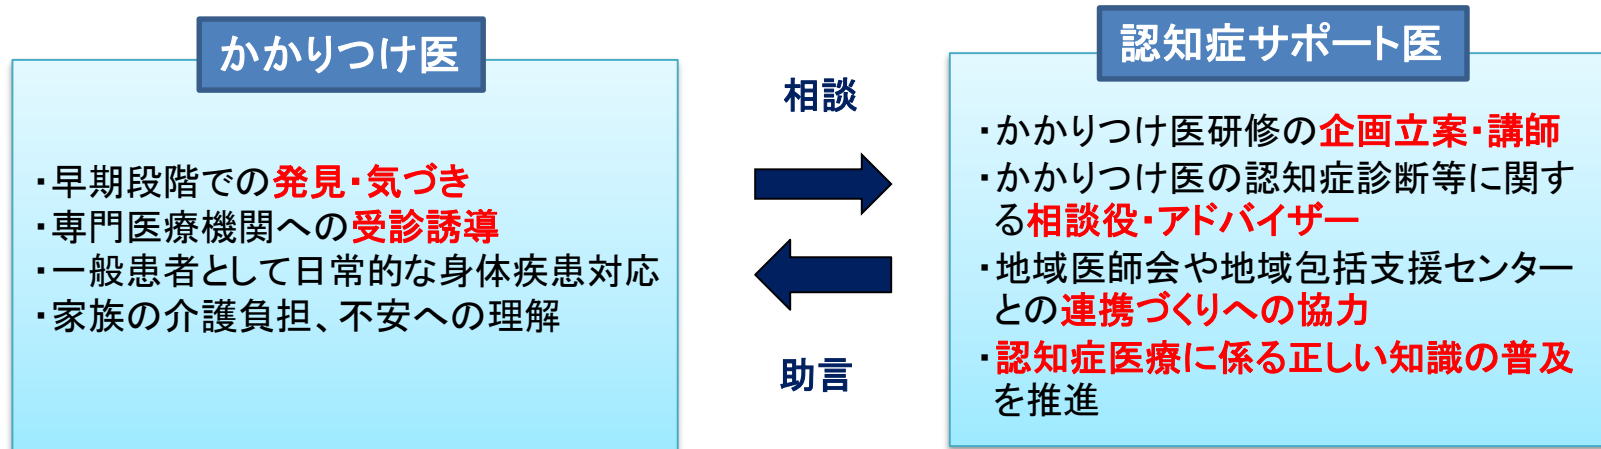 かかりつけ医
・早期段階での発見・気づき
・専門医療機関への受診誘導
・一般患者として日常的な身体疾患対応
・家族の介護負担、不安への理解
相談
助言
認知症サポート医
・かかりつけ医研修の企画立案・講師
・かかりつけ医の認知症診断等に関す
る相談役・アドバイザー
・地域医師会や地域包括支援センター
との連携づくりへの協力
・認知症医療に係る正しい知識の普及
を推進